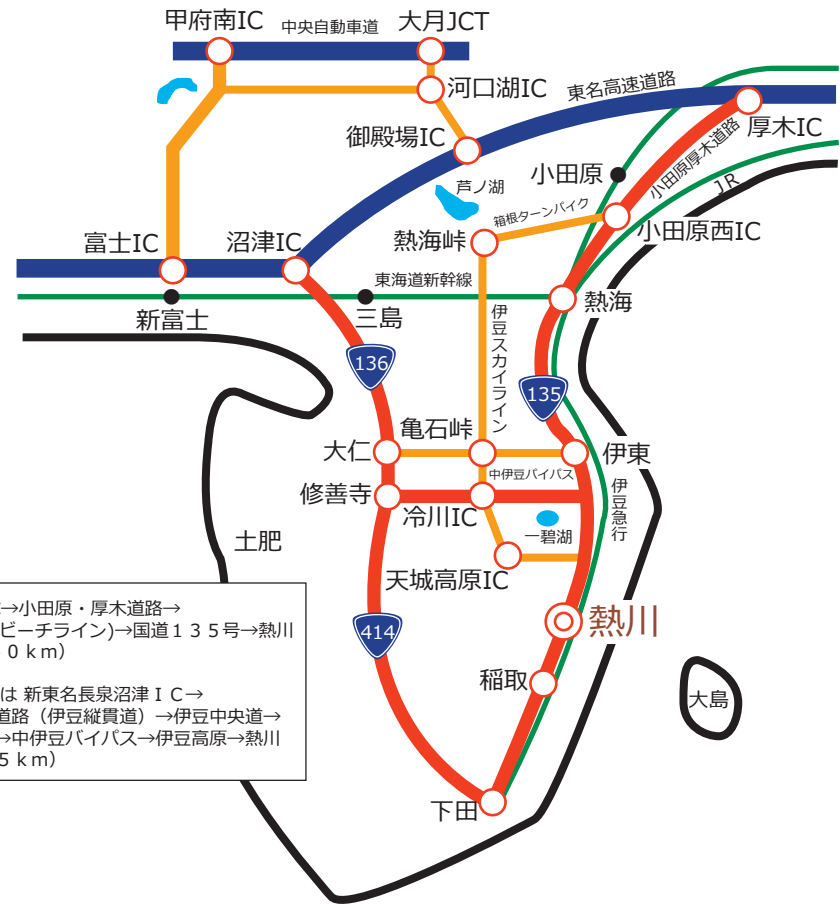 甲府南IC
中央自動車道
大月JCT
河口湖IC
東名高速道路
御殿場IC
厚木IC
芦ノ湖
小田原
小田原厚木道路
JR
箱根ターンパイク
熱海峠
小田原西IC
富士IC
沼津IC
東海道新幹線
熱海
新富士
三島
伊豆スカイライン
136
135
亀石峠
大仁
伊東
中伊豆バイパス
修善寺
冷川IC
伊豆急行
一碧湖
土肥
天城高原IC
→小田原・厚木道路→
ビーチライン)→国道１３５号→熱川
０ｋｍ）
は 新東名長泉沼津ＩＣ→
道路（伊豆縦貫道）→伊豆中央道→
→中伊豆バイパス→伊豆高原→熱川
５ｋｍ）
414
熱川
稲取
大島
下田